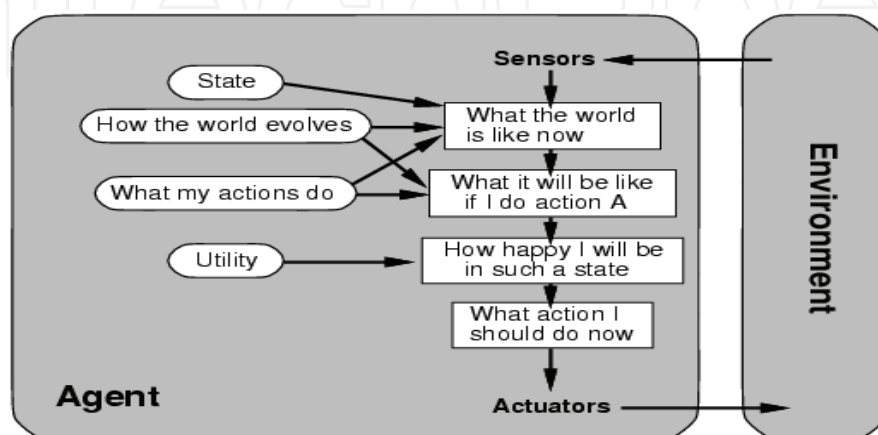 Sensors
State
How the world evolves
What the world
is like now
What my actions do
What it will be like
if I do action A
Utility
How happy I will be
in such a state
What action I
should do now
Agent
Actuators
Environment